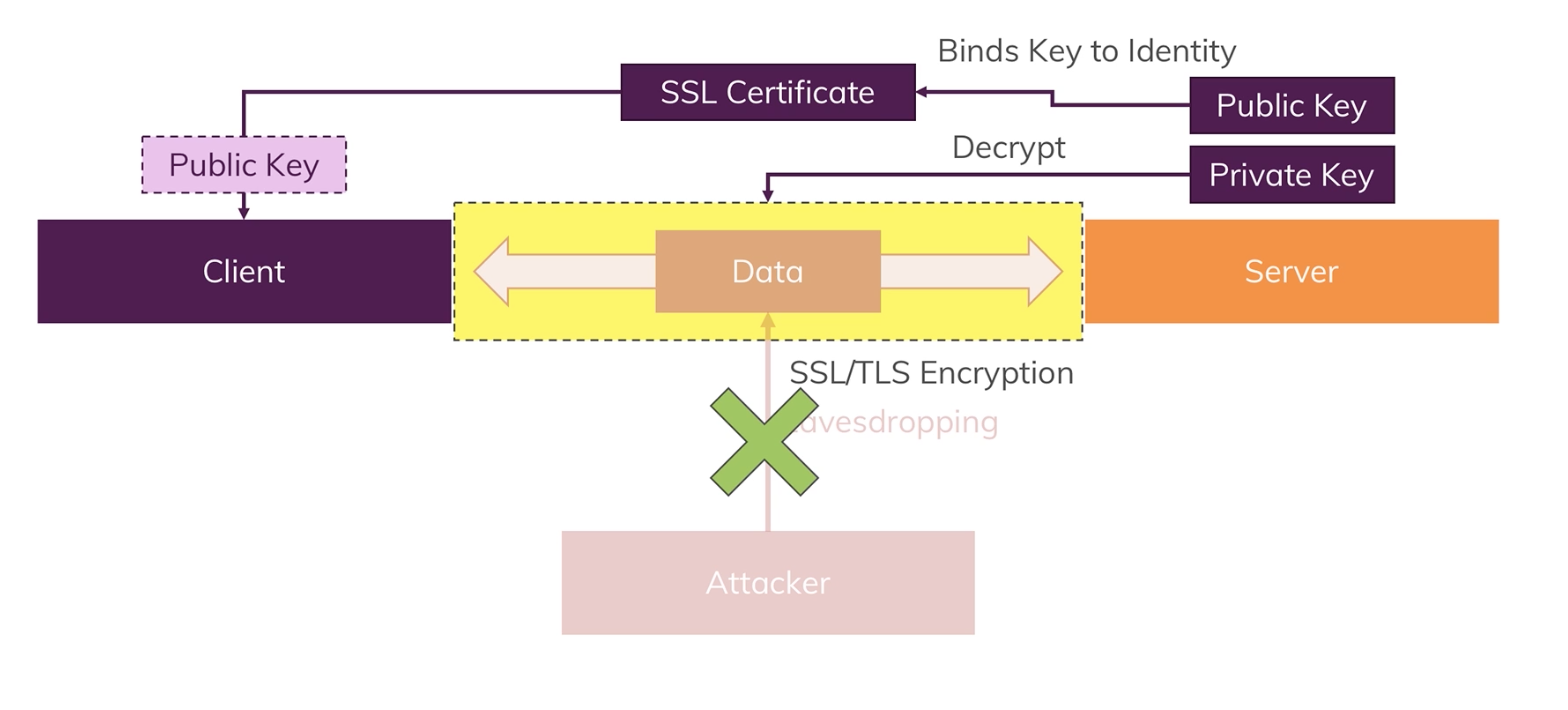 Binds Key to Identity
SSL Certificate
Public Key
Decrypt
Public Key
Private Key
Client
Data
Server
SSL/TLS Encryption
avesdropping
Attacker